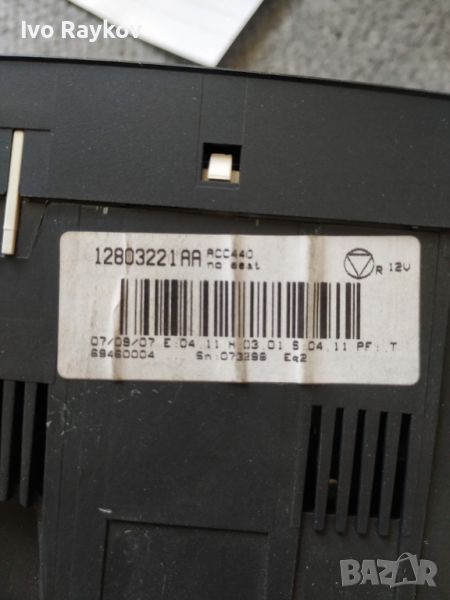 Ivo Raykov
12803221AA ACC440
no seat
R 12V
07/09/07 E:04.11 H:03.01 S:04.11 PF:.T
69460004 Sn:073298 Eq2
BAZAR